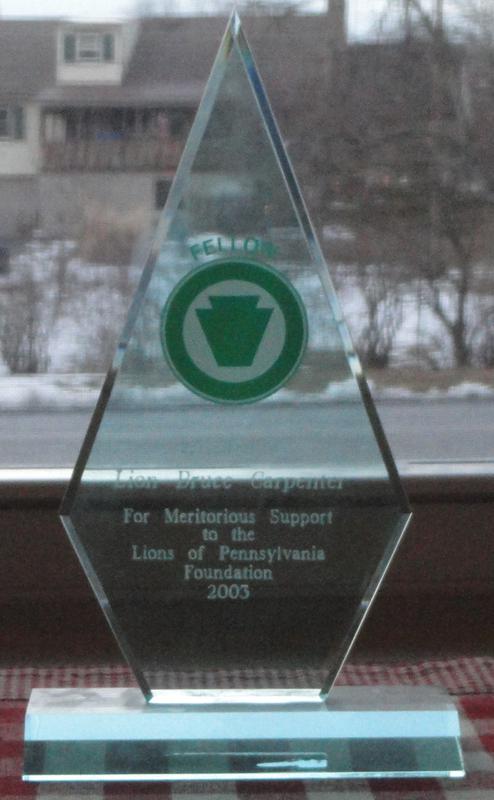 FELLOW
Lion Bruce Carpenter
For Meritorious Support
to the
Lions of Pennsylvania
Foundation
2003